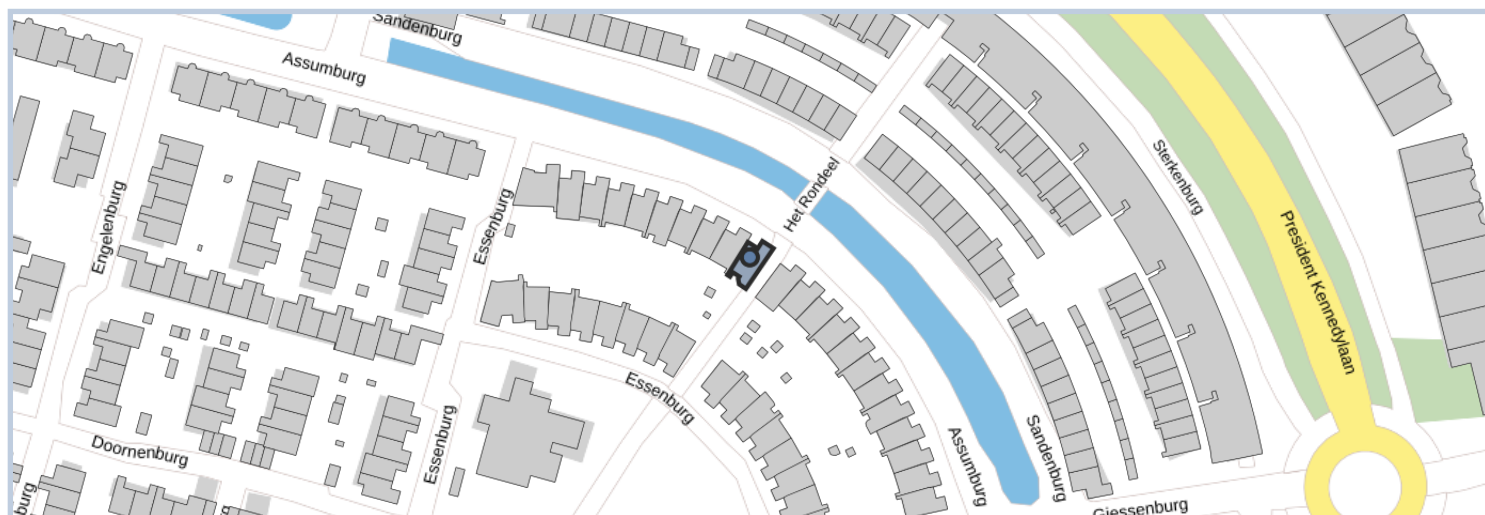 Sandenburg
Assumburg
Het Rondeel
Sterkenburg
Engelenburg
Essenburg
President Kennedylaan
Essenburg
Doornenburg
Essenburg
Assumburg
Sandenburg
Giessenburg